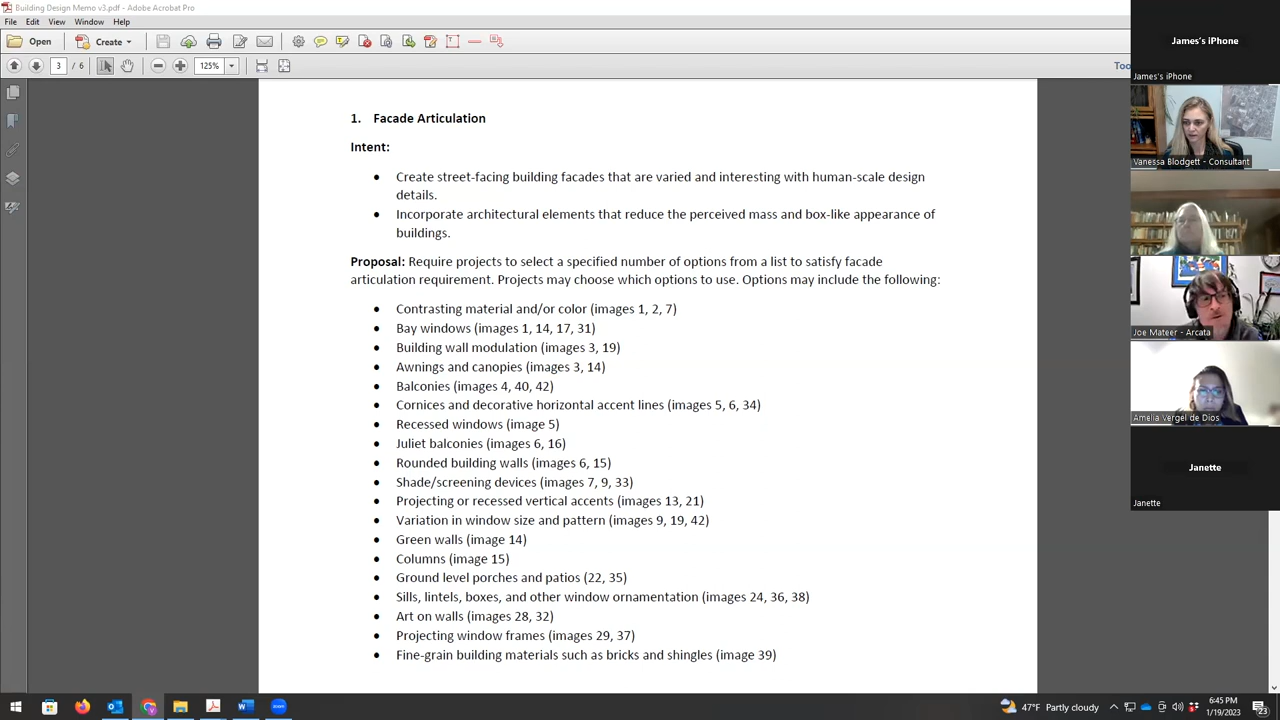 Building Design Memo v3.pdf - Adobe Acrobat Pro
File Edit View Window Help
Open Create
3 / 6 125% Too
1. Facade Articulation
Intent:
• Create street-facing building facades that are varied and interesting with human-scale design
details.
• Incorporate architectural elements that reduce the perceived mass and box-like appearance of
buildings.
Proposal: Require projects to select a specified number of options from a list to satisfy facade
articulation requirement. Projects may choose which options to use. Options may include the following:
• Contrasting material and/or color (images 1, 2, 7)
• Bay windows (images 1, 14, 17, 31)
• Building wall modulation (images 3, 19)
• Awnings and canopies (images 3, 14)
• Balconies (images 4, 40, 42)
• Cornices and decorative horizontal accent lines (images 5, 6, 34)
• Recessed windows (image 5)
• Juliet balconies (images 6, 16)
• Rounded building walls (images 6, 15)
• Shade/screening devices (images 7, 9, 33)
• Projecting or recessed vertical accents (images 13, 21)
• Variation in window size and pattern (images 9, 19, 42)
• Green walls (image 14)
• Columns (image 15)
• Ground level porches and patios (22, 35)
• Sills, lintels, boxes, and other window ornamentation (images 24, 36, 38)
• Art on walls (images 28, 32)
• Projecting window frames (images 29, 37)
• Fine-grain building materials such as bricks and shingles (image 39)
James's iPhone
James's iPhone
Vanessa Blodgett - Consultant
Joe Mateer - Arcata
Amelia Vergel de Dios
Janette
Janette
47°F Partly cloudy
6:45 PM
1/19/2023
23
zoom